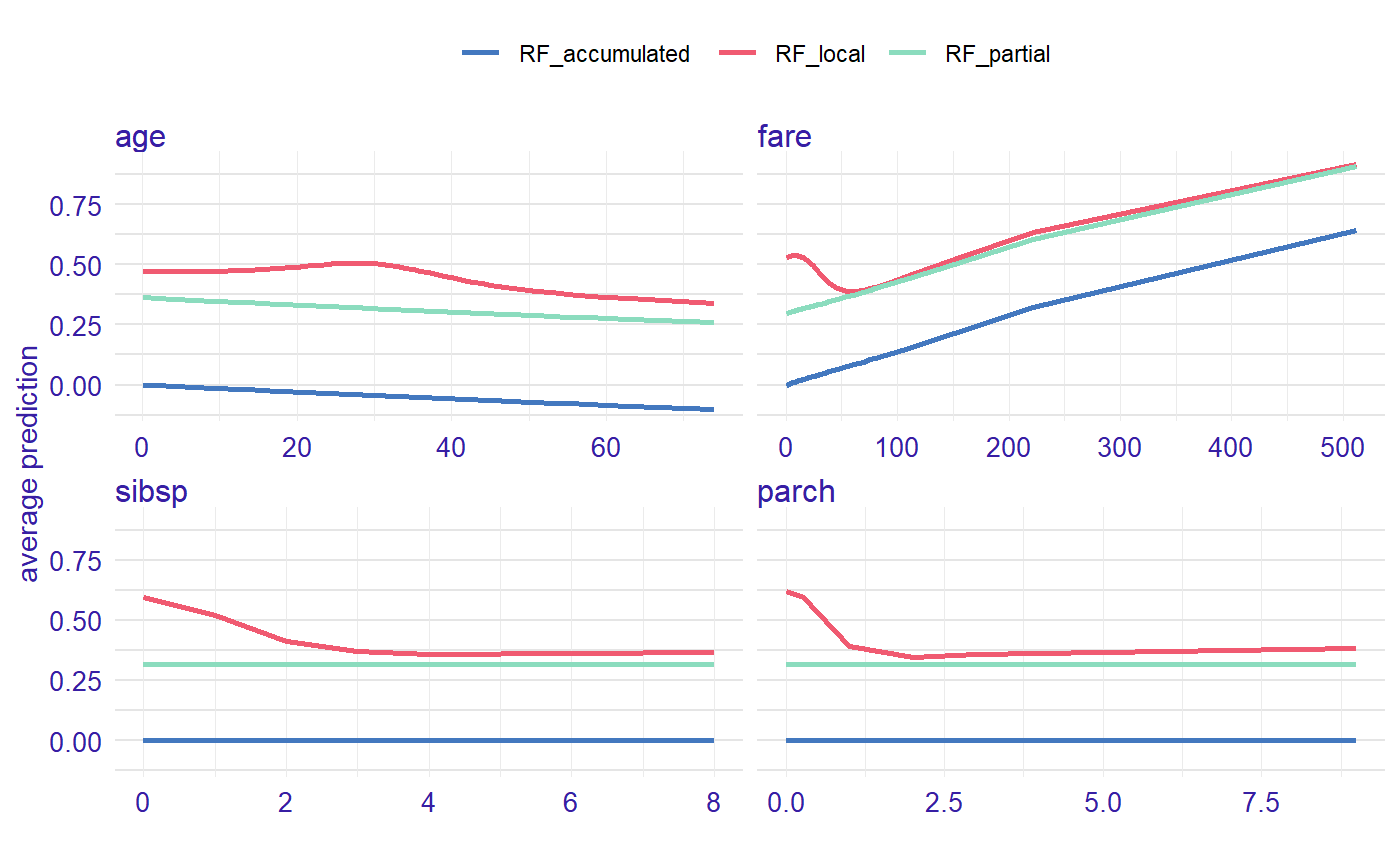 RF_accumulated RF_local RF_partial
age
fare
average prediction
0.75
0.50
0.25
0.00
0 20 40 60
0 100 200 300 400 500
sibsp
parch
0.75
0.50
0.25
0.00
0 2 4 6 8
0.0 2.5 5.0 7.5